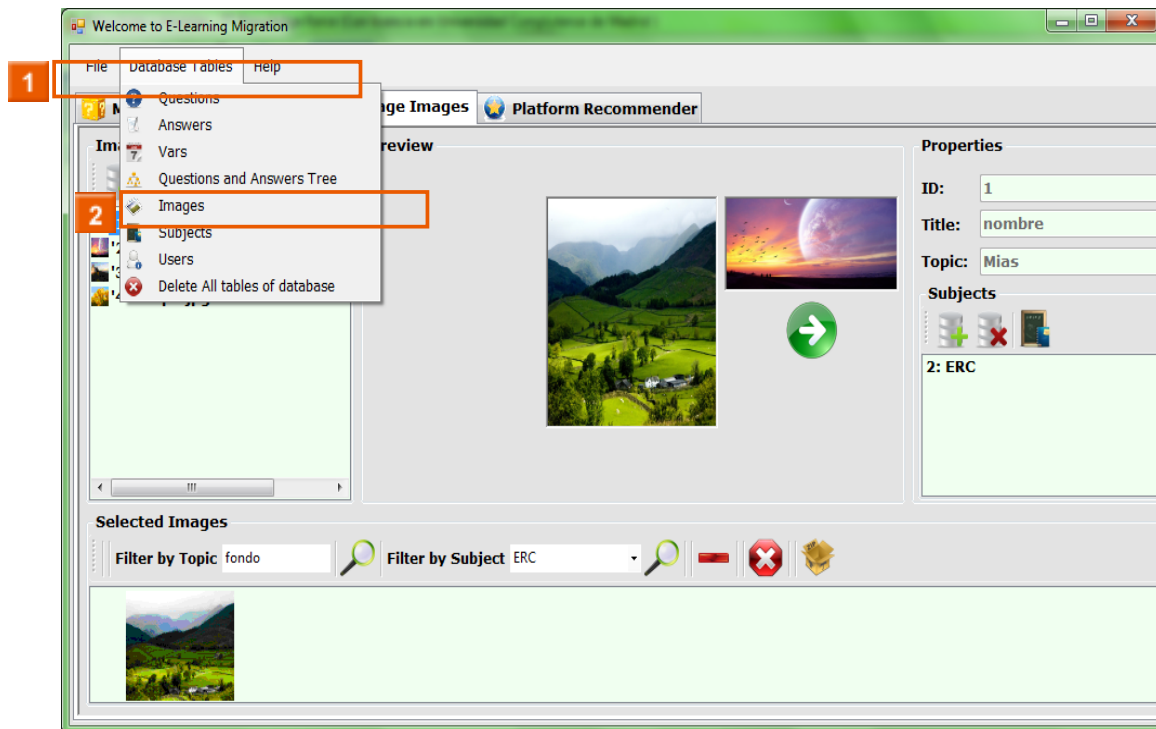 Welcome to E-Learning Migration
1
File Database Tables Help
Questions
Answers
Vars
Questions and Answers Tree
2
Images
Subjects
Users
Delete All tables of database
Images
Platform Recommender
Preview
Properties
ID: 1
Title: nombre
Topic: Mias
Subjects
2: ERC
Selected Images
Filter by Topic fondo
Filter by Subject ERC